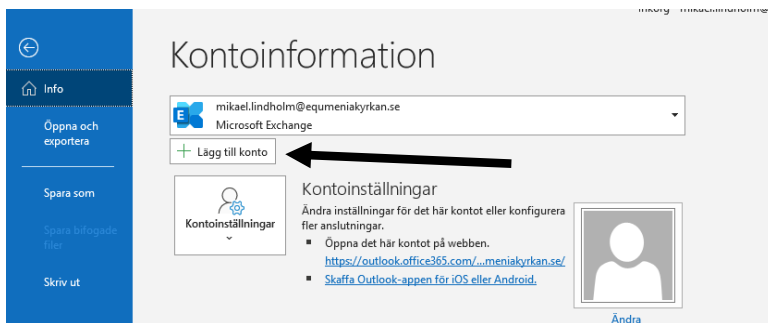 Kontoinformation
Info
mikael.lindholm@equmeniakyrkan.se
Microsoft Exchange
Öppna och
exportera
Lägg till konto
Spara som
Spara bifogade
filer
Skriv ut
Kontoinställningar
Kontoinställningar
Ändra inställningar för det här kontot eller konfigurera
fler anslutningar.
Öppna det här kontot på webben.
https://outlook.office365.com/...meniakyrkan.se/
Skaffa Outlook-appen för iOS eller Android.
Ändra